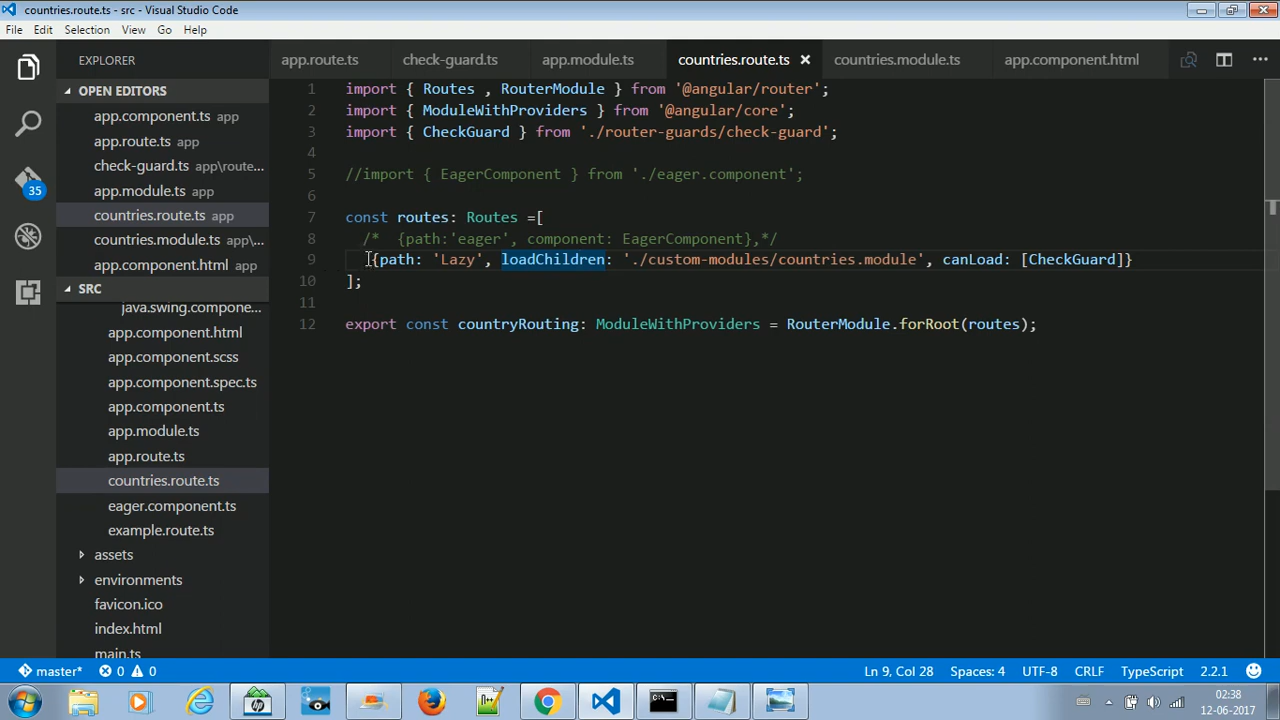 countries.route.ts - src - Visual Studio Code
File Edit Selection View Go Help
EXPLORER
OPEN EDITORS
app.component.ts app
app.route.ts app
check-guard.ts app\route...
app.module.ts app
countries.route.ts app
countries.module.ts app\...
app.component.html app
SRC
java.swing.compone...
app.component.html
app.component.scss
app.component.spec.ts
app.component.ts
app.module.ts
app.route.ts
countries.route.ts
eager.component.ts
example.route.ts
assets
environments
favicon.ico
index.html
main.ts
35
app.route.ts check-guard.ts app.module.ts countries.route.ts countries.module.ts app.component.html
1 import { Routes , RouterModule } from '@angular/router';
2 import { ModuleWithProviders } from '@angular/core';
3 import { CheckGuard } from './router-guards/check-guard';
4
5 //import { EagerComponent } from './eager.component';
6
7 const routes: Routes =[
8 /* {path:'eager', component: EagerComponent},*/
9 {path: 'Lazy', loadChildren: './custom-modules/countries.module', canLoad: [CheckGuard]}
10 ];
11
12 export const countryRouting: ModuleWithProviders = RouterModule.forRoot(routes);
master* 0 0 Ln 9, Col 28 Spaces: 4 UTF-8 CRLF TypeScript 2.2.1
02:38
12-06-2017